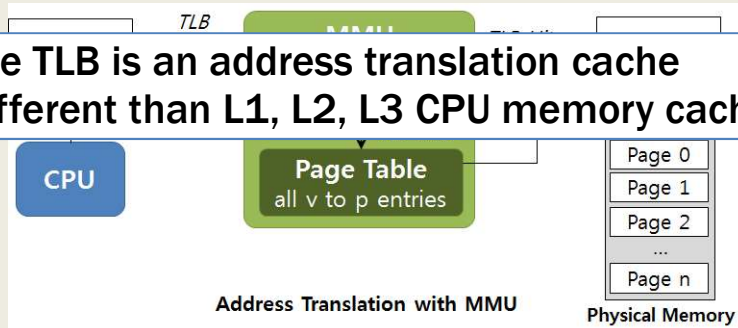 TLB
MMU
e TLB is an address translation cache
fferent than L1, L2, L3 CPU memory cach
CPU
Page Table
all v to p entries
Page 0
Page 1
Page 2
...
Page n
Address Translation with MMU
Physical Memory